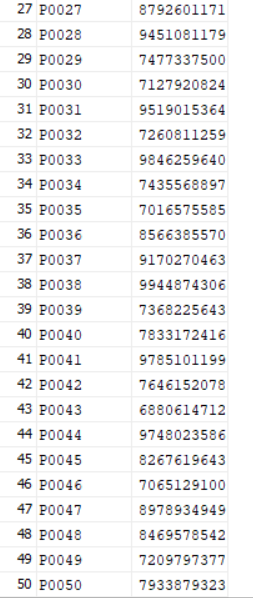 27 P0027 8792601171
28 P0028 9451081179
29 P0029 7477337500
30 P0030 7127920824
31 P0031 9519015364
32 P0032 7260811259
33 P0033 9846259640
34 P0034 7435568897
35 P0035 7016575585
36 P0036 8566385570
37 P0037 9170270463
38 P0038 9944874306
39 P0039 7368225643
40 P0040 7833172416
41 P0041 9785101199
42 P0042 7646152078
43 P0043 6880614712
44 P0044 9748023586
45 P0045 8267619643
46 P0046 7065129100
47 P0047 8978934949
48 P0048 8469578542
49 P0049 7209797377
50 P0050 7933879323